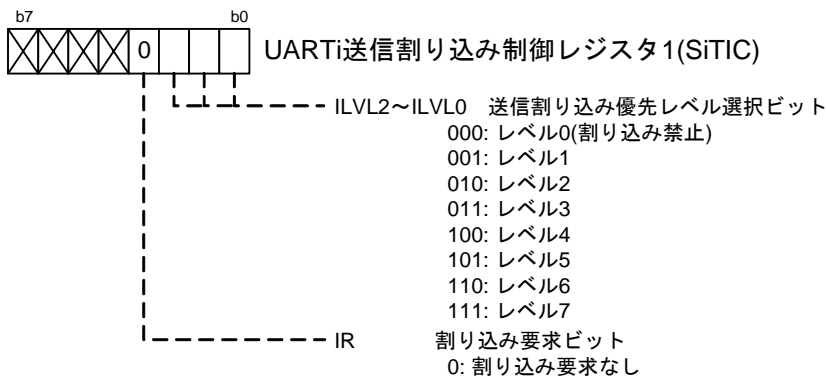 b7 b0
0 UARTi送信割り込み制御レジスタ1(SiTIC)
ILVL2～ILVL0 送信割り込み優先レベル選択ビット
000: レベル0(割り込み禁止)
001: レベル1
010: レベル2
011: レベル3
100: レベル4
101: レベル5
110: レベル6
111: レベル7
IR 割り込み要求ビット
0: 割り込み要求なし